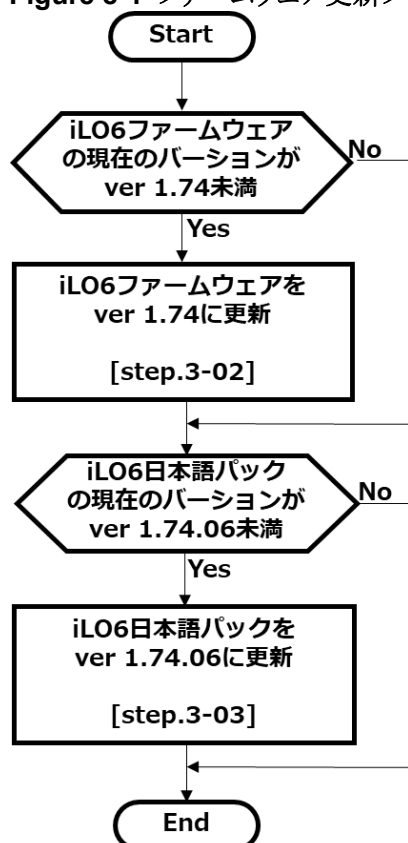 Start
iLO6ファームウェア
の現在のバージョンが
ver 1.74未満
No
Yes
iLO6ファームウェアを
ver 1.74に更新
[step.3-02]
iLO6日本語パック
の現在のバージョンが
ver 1.74.06未満
No
Yes
iLO6日本語パックを
ver 1.74.06に更新
[step.3-03]
End